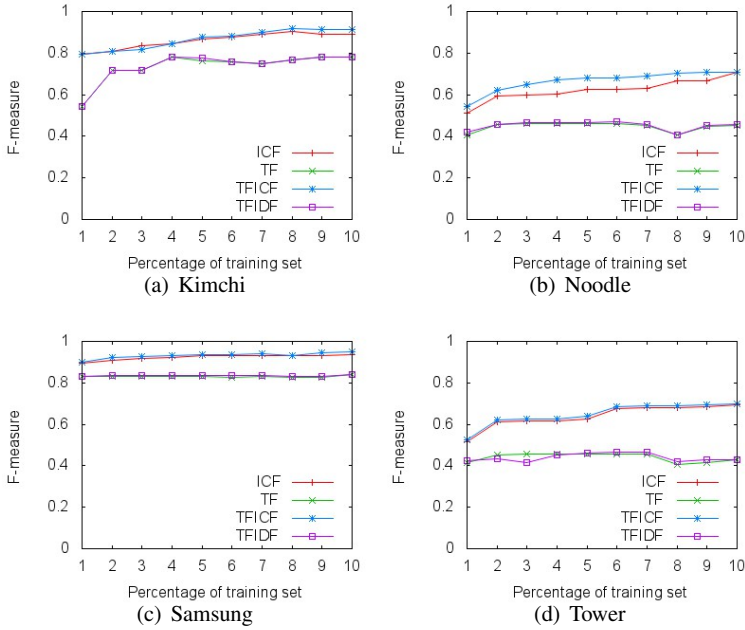 1
0.8
0.6
0.4
0.2
0
F-measure
ICF
TF
TFICF
TFIDF
1 2 3 4 5 6 7 8 9 10
Percentage of training set
(a) Kimchi
1
0.8
0.6
0.4
0.2
0
F-measure
ICF
TF
TFICF
TFIDF
1 2 3 4 5 6 7 8 9 10
Percentage of training set
(b) Noodle
1
0.8
0.6
0.4
0.2
0
F-measure
ICF
TF
TFICF
TFIDF
1 2 3 4 5 6 7 8 9 10
Percentage of training set
(c) Samsung
1
0.8
0.6
0.4
0.2
0
F-measure
ICF
TF
TFICF
TFIDF
1 2 3 4 5 6 7 8 9 10
Percentage of training set
(d) Tower